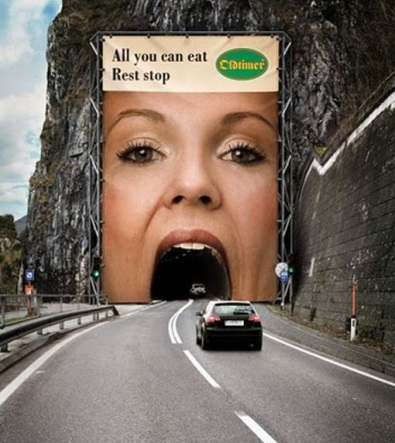 All you can eat
Rest stop
Oldtimer